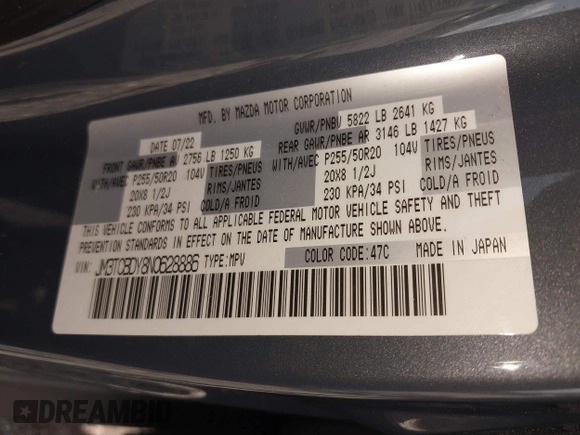 MFD. BY MAZDA MOTOR CORPORATION
DATE 07/22 GVWR/PNBV 5822 LB 2641 KG
FRONT GAWR/PNBE AV 2756 LB 1250 KG REAR GAWR/PNBE AR 3146 LB 1427 KG
WITH/AVEC P255/50R20 104V TIRES/PNEUS WITH/AVEC P255/50R20 104V TIRES/PNEUS
20X8 1/2J RIMS/JANTES 20X8 1/2J RIMS/JANTES
230 KPA/34 PSI COLD/A FROID 230 KPA/34 PSI COLD/A FROID
THIS VEHICLE CONFORMS TO ALL APPLICABLE FEDERAL MOTOR VEHICLE SAFETY AND THEFT
PREVENTION STANDARDS IN EFFECT ON THE DATE OF MANUFACTURE SHOWN ABOVE.
VIN: JM3TCBDY8N0628886 TYPE:MPV COLOR CODE:47C MADE IN JAPAN
DREAMBID